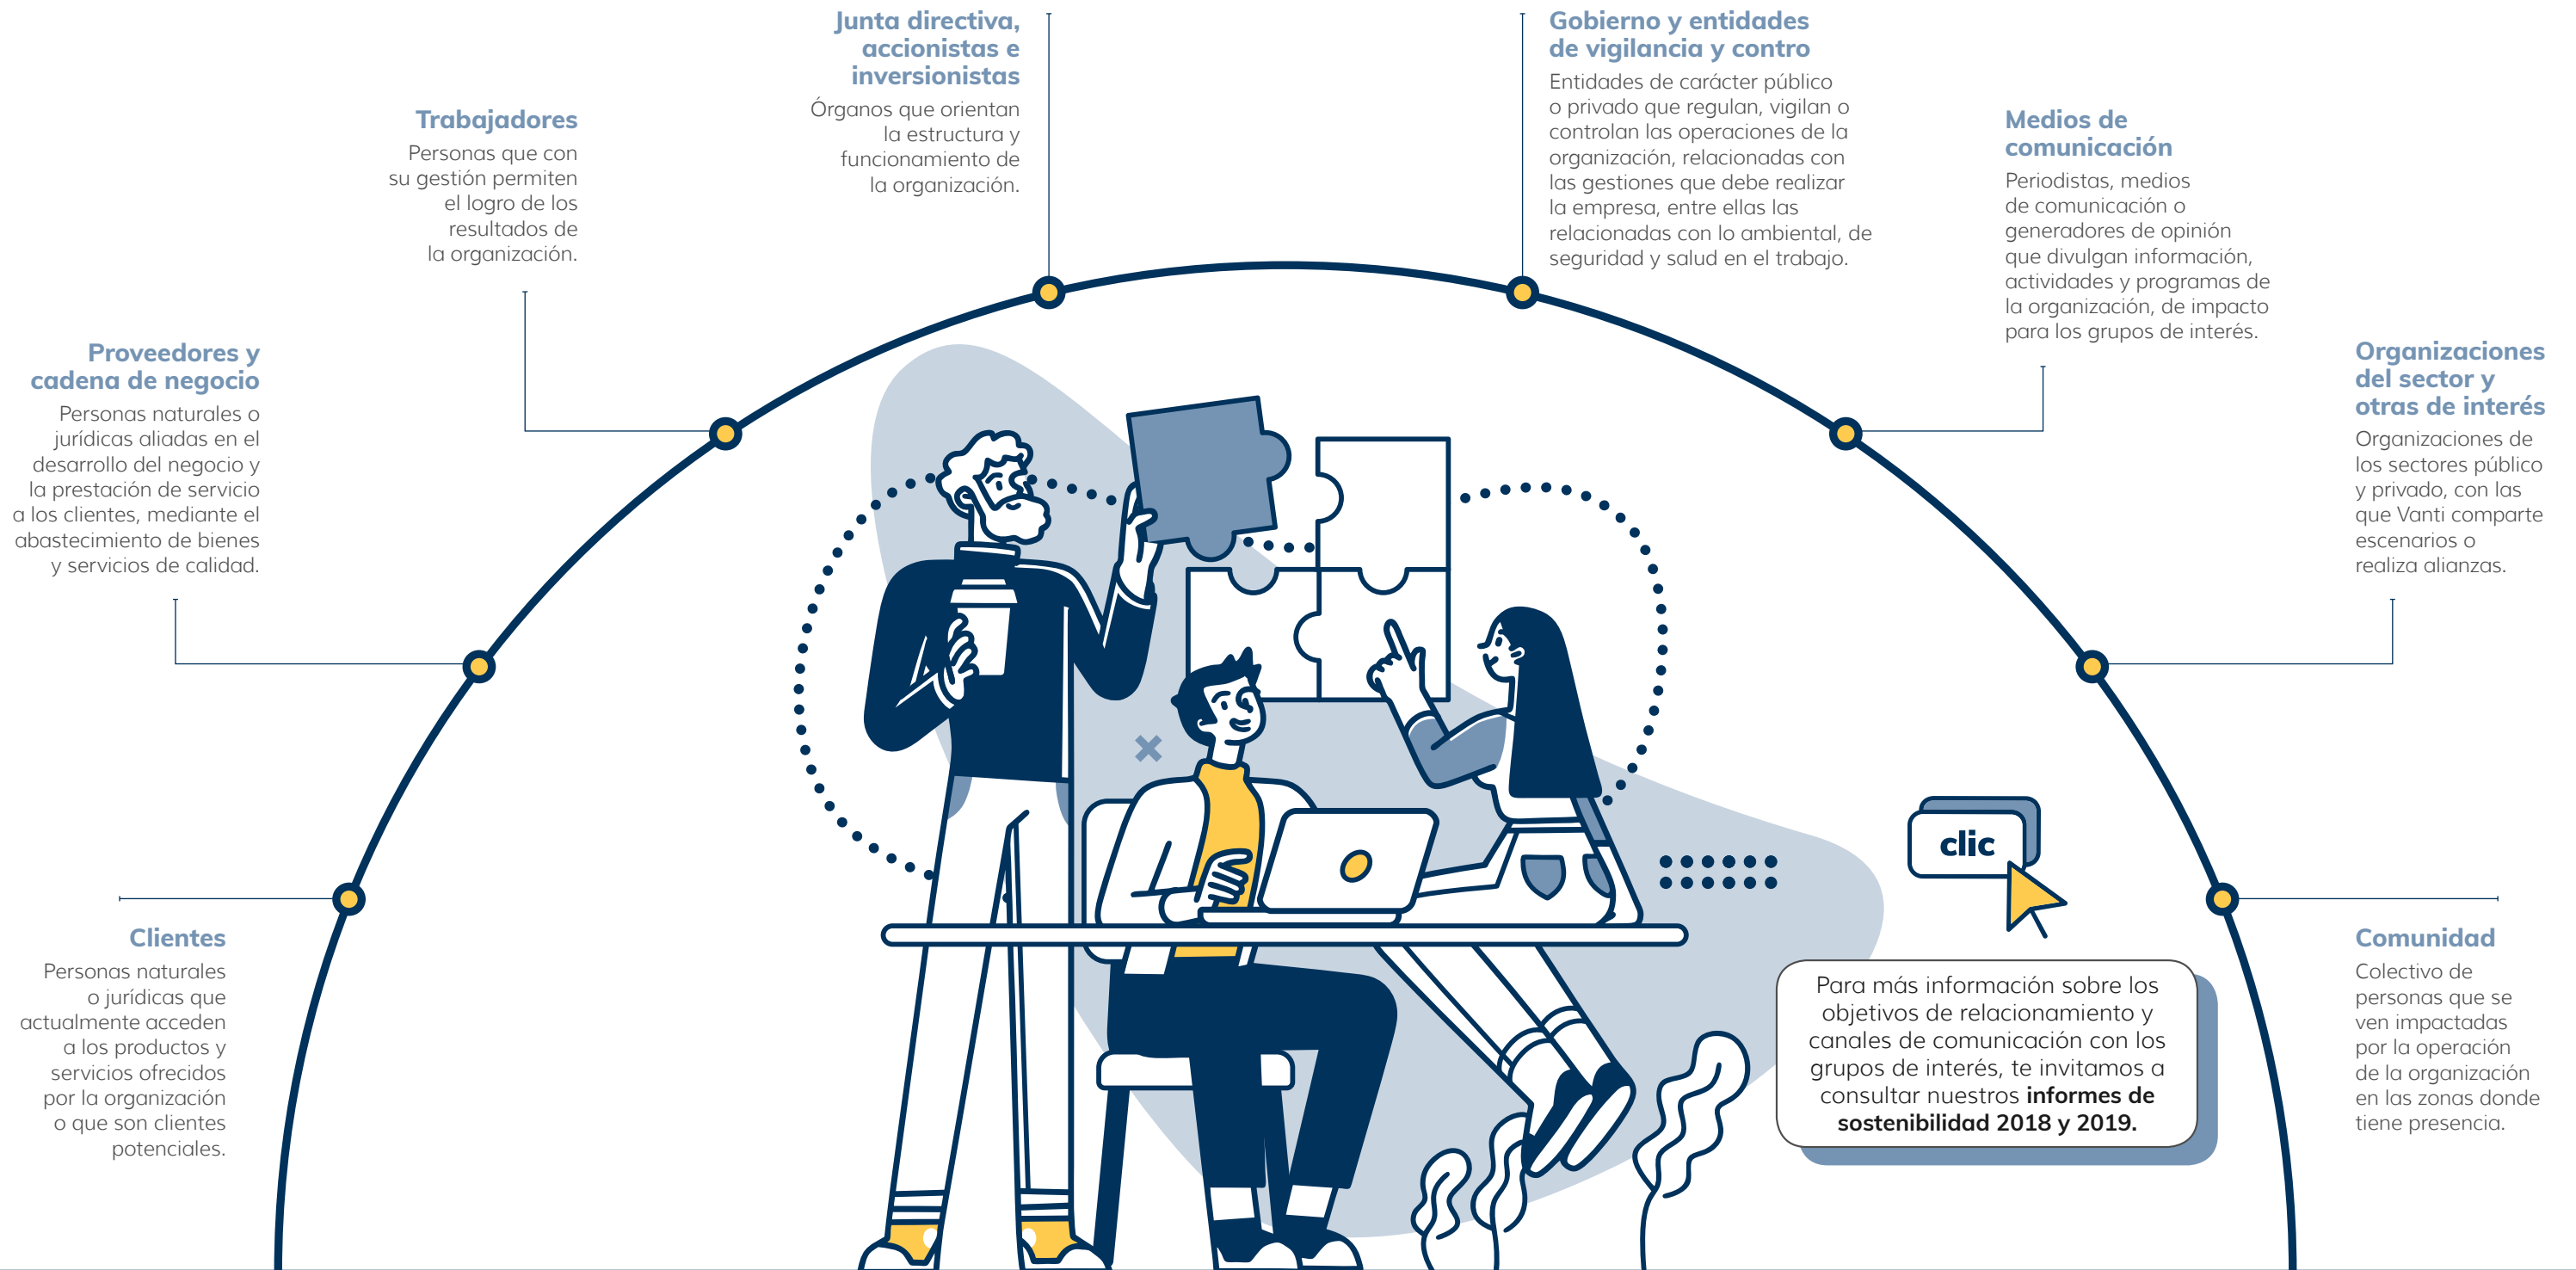 Junta directiva,
accionistas e
inversionistas
Órganos que orientan
la estructura y
funcionamiento de
la organización.
Gobierno y entidades
de vigilancia y contro
Entidades de carácter público
o privado que regulan, vigilan o
controlan las operaciones de la
organización, relacionadas con
las gestiones que debe realizar
la empresa, entre ellas las
relacionadas con lo ambiental, de
seguridad y salud en el trabajo.
Trabajadores
Personas que con
su gestión permiten
el logro de los
resultados de
la organización.
Medios de
comunicación
Periodistas, medios
de comunicación o
generadores de opinión
que divulgan información,
actividades y programas de
la organización, de impacto
para los grupos de interés.
Proveedores y
cadena de negocio
Personas naturales o
jurídicas aliadas en el
desarrollo del negocio y
la prestación de servicio
a los clientes, mediante el
abastecimiento de bienes
y servicios de calidad.
Organizaciones
del sector y
otras de interés
Organizaciones de
los sectores público
y privado, con las
que Vanti comparte
escenarios o
realiza alianzas.
Clientes
Personas naturales
o jurídicas que
actualmente acceden
a los productos y
servicios ofrecidos
por la organización
o que son clientes
potenciales.
clic
Para más información sobre los
objetivos de relacionamiento y
canales de comunicación con los
grupos de interés, te invitamos a
consultar nuestros informes de
sostenibilidad 2018 y 2019.
Comunidad
Colectivo de
personas que se
ven impactadas
por la operación
de la organización
en las zonas donde
tiene presencia.